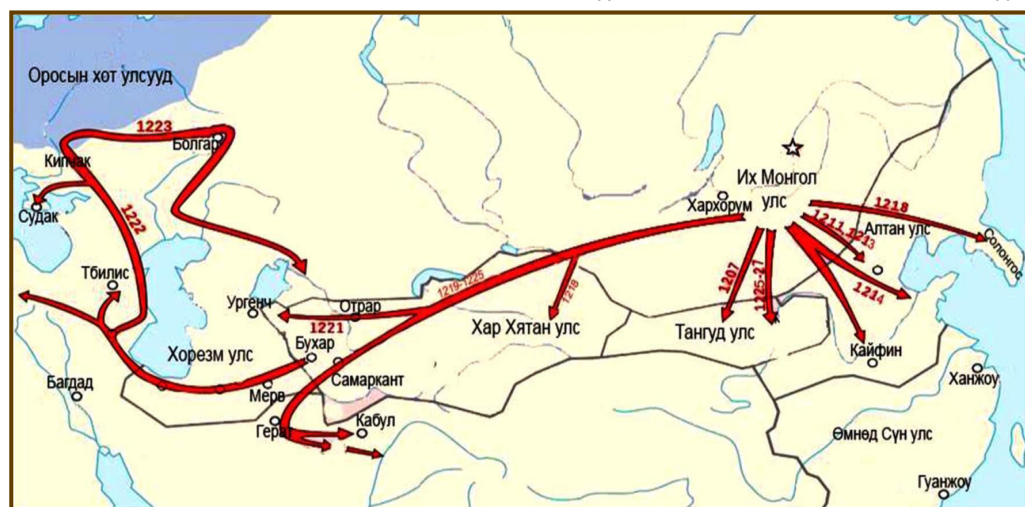 Оросын хот улсууд
1223
Болгар
Кипчак
Судак
1222
Тбилис
Ургенч
Отрар
1221
Бухар
Хорезм улс
Самаркант
Мерв
Багдад
Герат
Кабул
1219-1225
1218
Хар Хятан улс
Хархорум
Их Монгол
улс
1218
1211, 1213
Алтан улс
Солонгос
1207
1225-27
1214
Тангуд улс
Кайфин
Ханжоу
Өмнөд Сүн улс
Гуанжоу